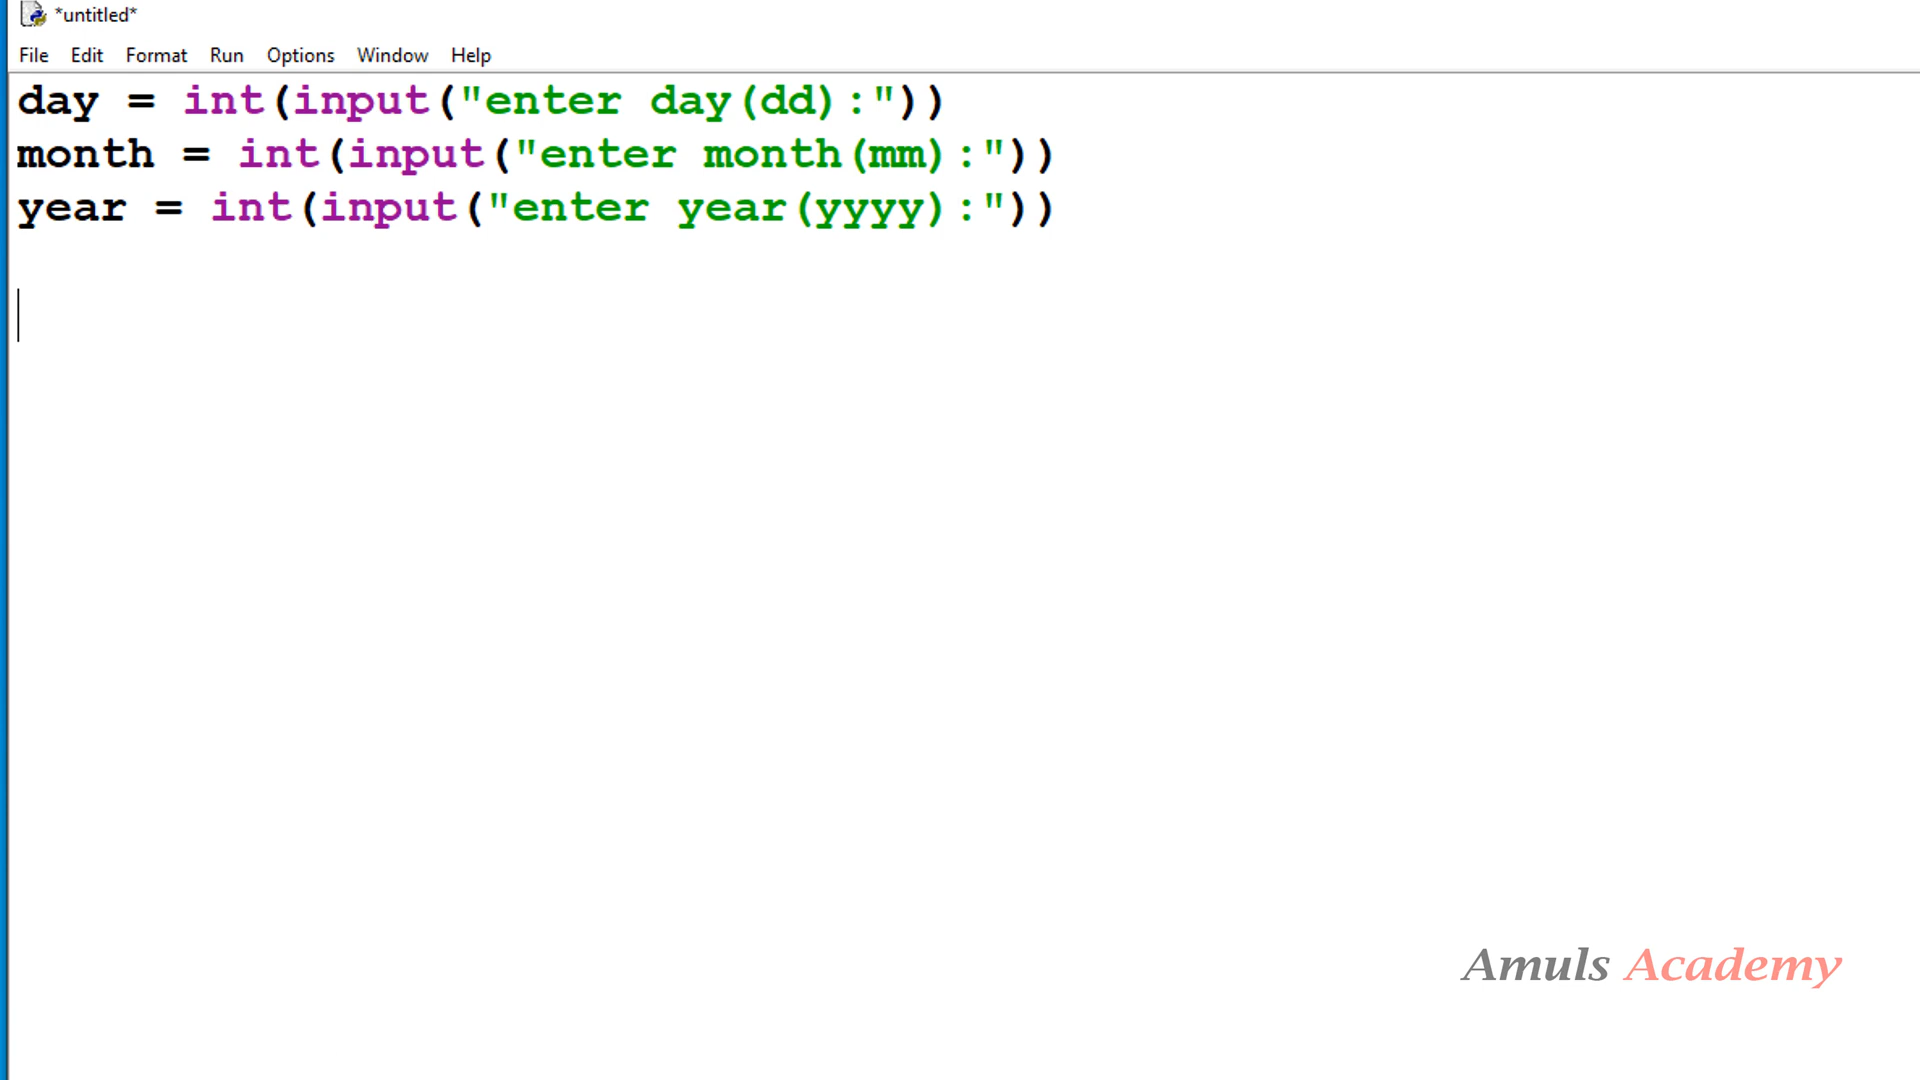 *untitled*
File Edit Format Run Options Window Help
day = int(input("enter day(dd):"))
month = int(input("enter month(mm):"))
year = int(input("enter year(yyyy):"))
Amuls Academy